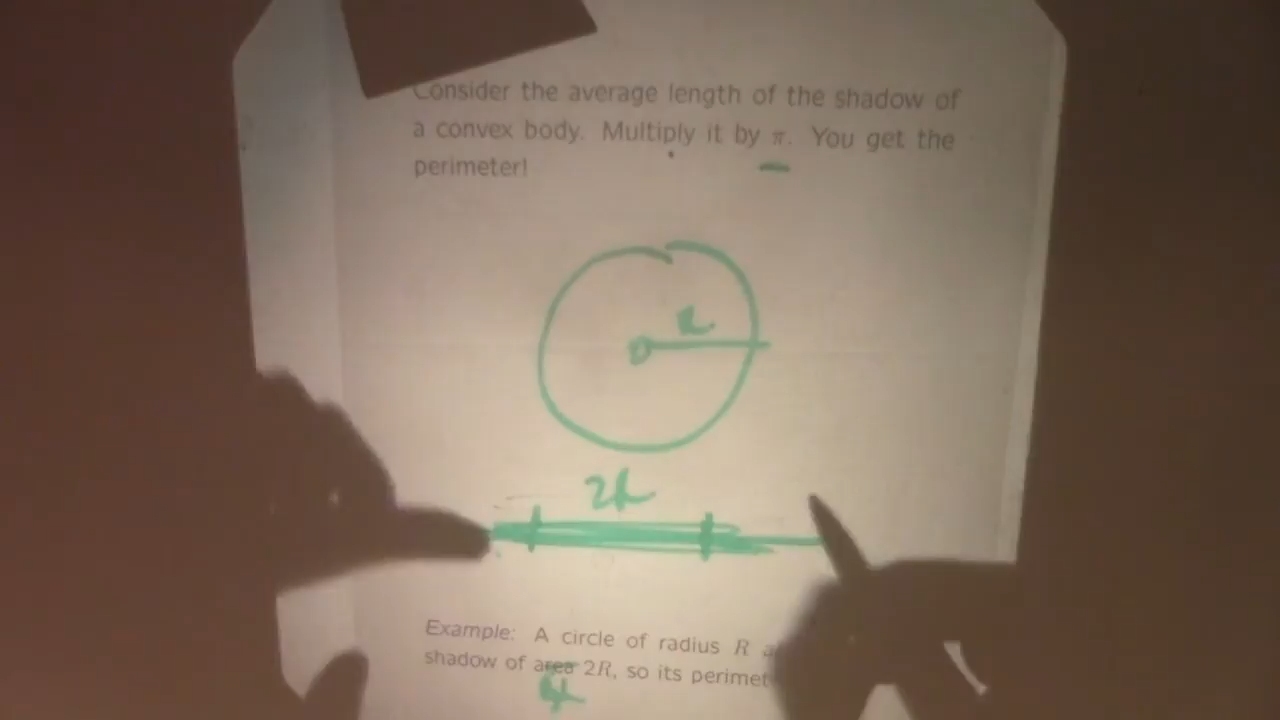 Consider the average length of the shadow of
a convex body. Multiply it by π. You get the
perimeter!
R
2R
Example: A circle of radius R
shadow of area 2R, so its